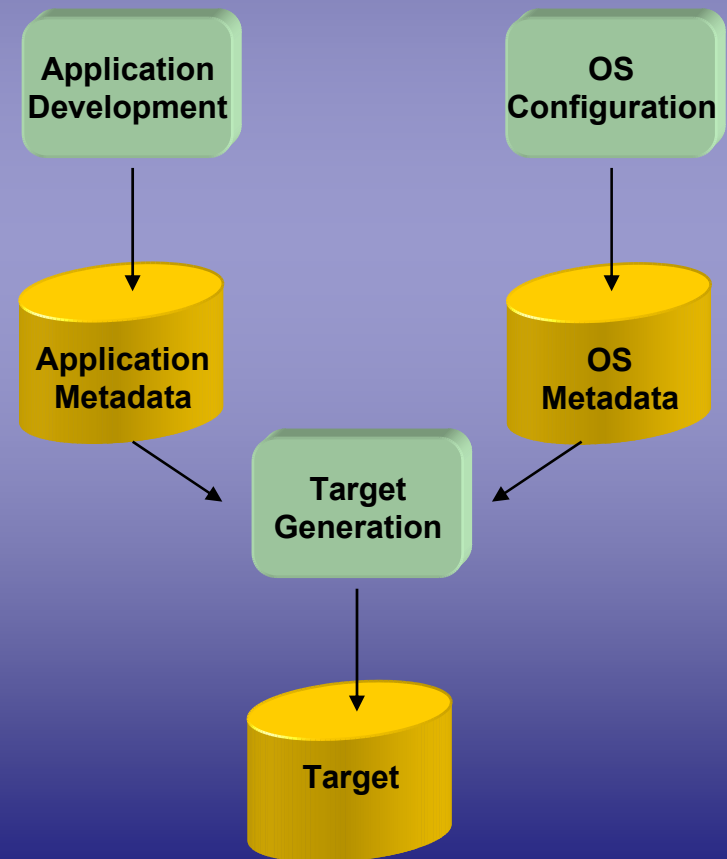 Application
Development
OS
Configuration
Application
Metadata
OS
Metadata
Target
Generation
Target